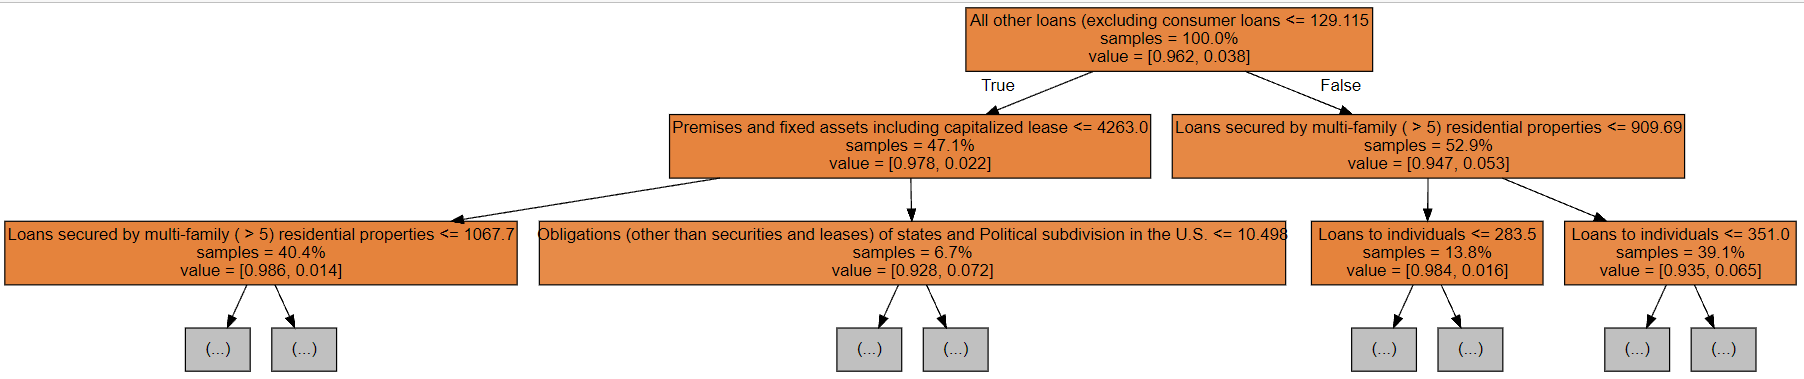 All other loans (excluding consumer loans <= 129.115
samples = 100.0%
value = [0.962, 0.038]
True
False
Premises and fixed assets including capitalized lease <= 4263.0
samples = 47.1%
value = [0.978, 0.022]
Loans secured by multi-family ( > 5) residential properties <= 909.69
samples = 52.9%
value = [0.947, 0.053]
Loans secured by multi-family ( > 5) residential properties <= 1067.7
samples = 40.4%
value = [0.986, 0.014]
Obligations (other than securities and leases) of states and Political subdivision in the U.S. <= 10.498
samples = 6.7%
value = [0.928, 0.072]
Loans to individuals <= 283.5
samples = 13.8%
value = [0.984, 0.016]
Loans to individuals <= 351.0
samples = 39.1%
value = [0.935, 0.065]
(...)
(...)
(...)
(...)
(...)
(...)
(...)
(...)